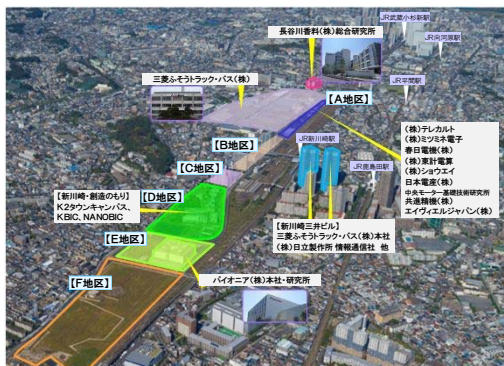 長谷川香料(株)総合研究所
JR武蔵小杉新駅
JR向河原駅
三菱ふそうトラック・バス(株)
JR平間駅
【A地区】
【B地区】
(株)テレカルト
(株)ミツミネ電子
春日電機(株)
(株)東計電算
(株)ショウエイ
日本電産(株)
中央モーター基礎技術研究所
共進精機(株)
エイヴィエルジャパン(株)
JR新川崎駅
JR鹿島田駅
【C地区】
【新川崎・創造のもり】
K2タウンキャンパス、
KBIC、NANOBIC
【D地区】
【新川崎三井ビル】
三菱ふそうトラック・バス(株)本社
(株)日立製作所 情報通信社 他
【E地区】
【F地区】
パイオニア(株)本社・研究所